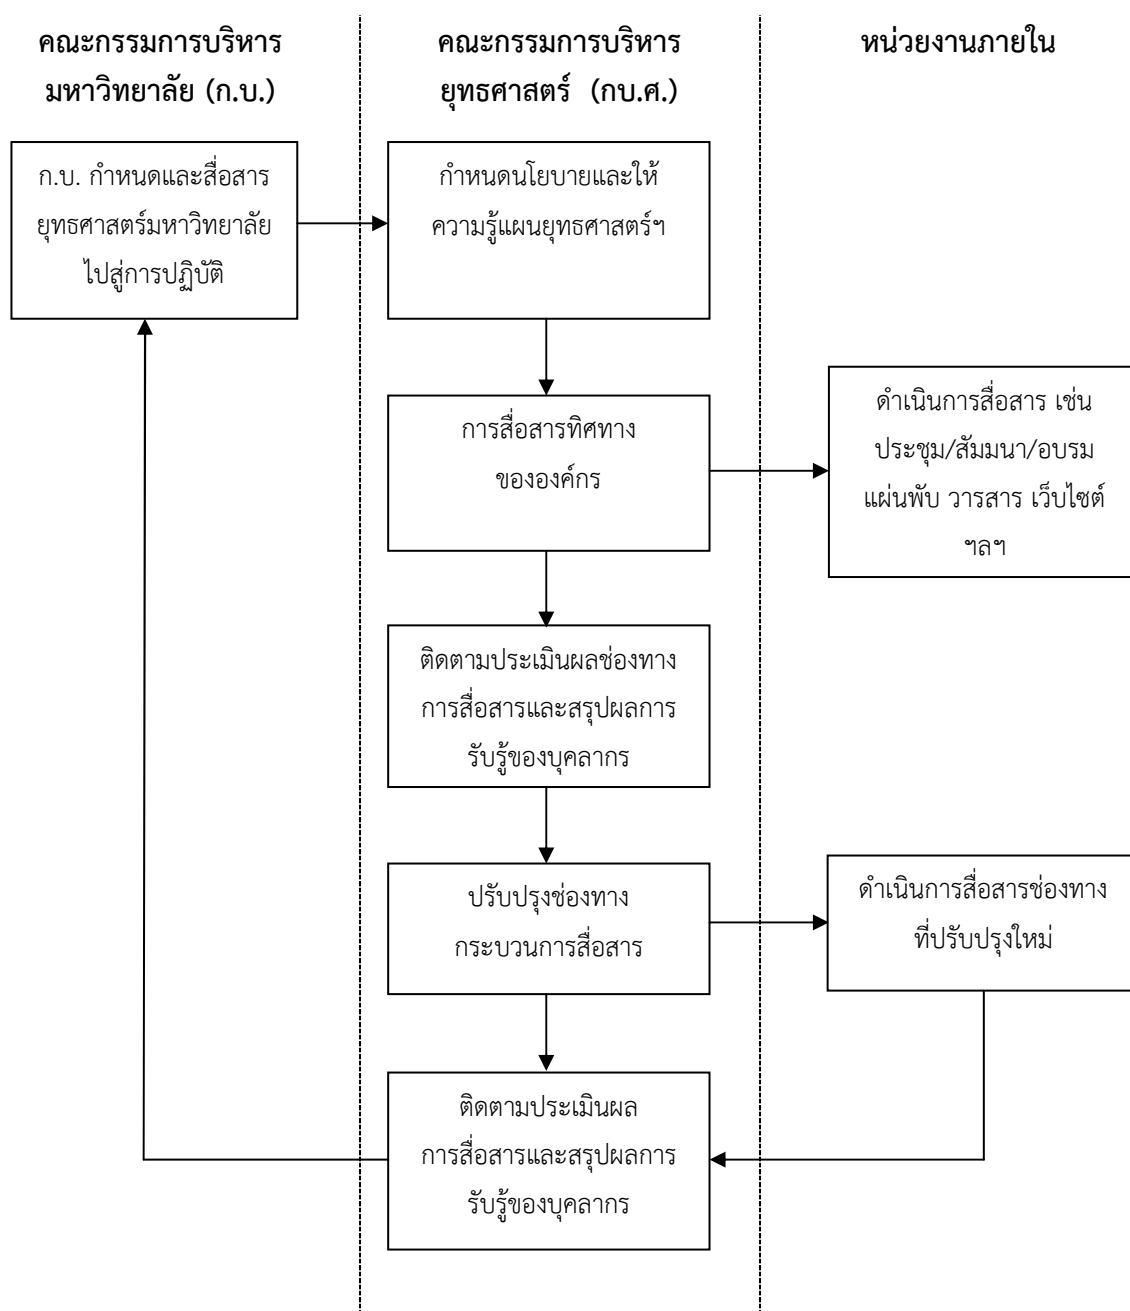 คณะกรรมการบริหาร
มหาวิทยาลัย (ก.บ.)
คณะกรรมการบริหาร
ยุทธศาสตร์ (กบ.ศ.)
หน่วยงานภายใน
ก.บ. กำหนดและสื่อสาร
ยุทธศาสตร์มหาวิทยาลัย
ไปสู่การปฏิบัติ
กำหนดนโยบายและให้
ความรู้แผนยุทธศาสตร์ฯ
การสื่อสารทิศทาง
ขององค์กร
ดำเนินการสื่อสาร เช่น
ประชุม/สัมมนา/อบรม
แผ่นพับ วารสาร เว็บไซต์
ฯลฯ
ติดตามประเมินผลช่องทาง
การสื่อสารและสรุปผลการ
รับรู้ของบุคลากร
ปรับปรุงช่องทาง
กระบวนการสื่อสาร
ดำเนินการสื่อสารช่องทาง
ที่ปรับปรุงใหม่
ติดตามประเมินผล
การสื่อสารและสรุปผลการ
รับรู้ของบุคลากร